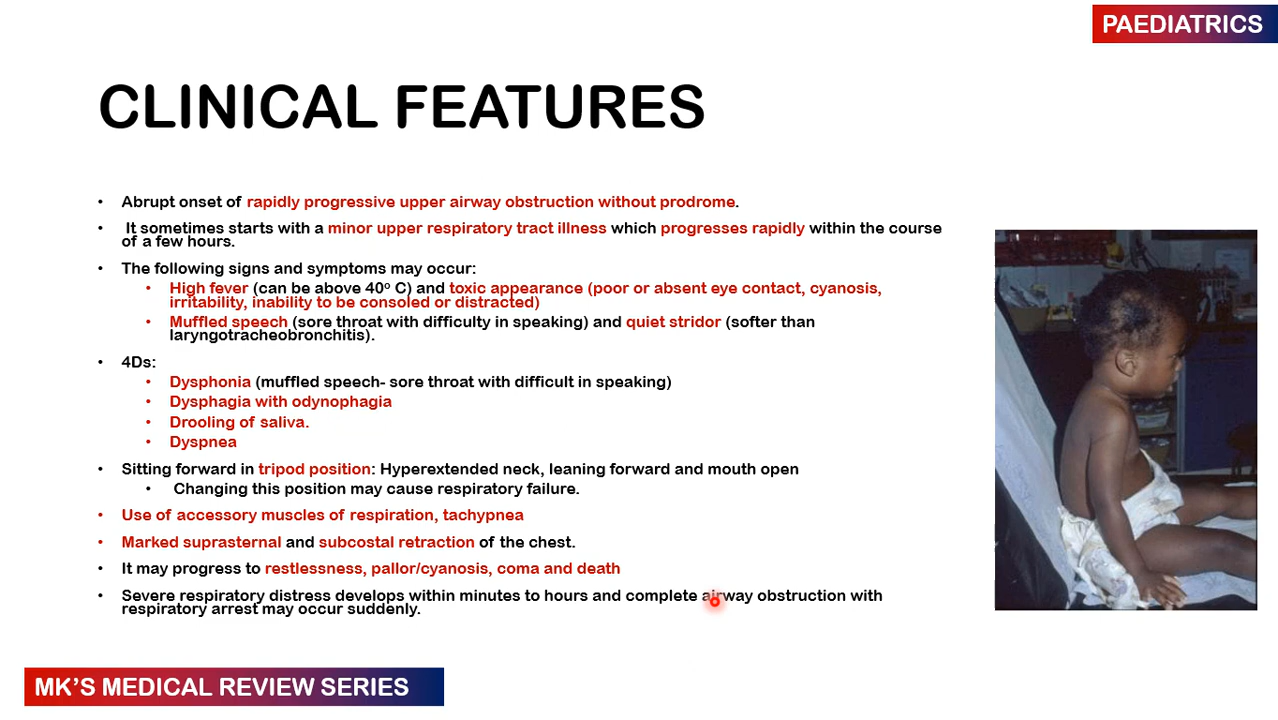 PAEDIATRICS
CLINICAL FEATURES
• Abrupt onset of rapidly progressive upper airway obstruction without prodrome.
• It sometimes starts with a minor upper respiratory tract illness which progresses rapidly within the course
of a few hours.
• The following signs and symptoms may occur:
• High fever (can be above 40º C) and toxic appearance (poor or absent eye contact, cyanosis,
irritability, inability to be consoled or distracted)
• Muffled speech (sore throat with difficulty in speaking) and quiet stridor (softer than
laryngotracheobronchitis).
• 4Ds:
• Dysphonia (muffled speech- sore throat with difficult in speaking)
• Dysphagia with odynophagia
• Drooling of saliva.
• Dyspnea
• Sitting forward in tripod position: Hyperextended neck, leaning forward and mouth open
• Changing this position may cause respiratory failure.
• Use of accessory muscles of respiration, tachypnea
• Marked suprasternal and subcostal retraction of the chest.
• It may progress to restlessness, pallor/cyanosis, coma and death
• Severe respiratory distress develops within minutes to hours and complete airway obstruction with
respiratory arrest may occur suddenly.
MK'S MEDICAL REVIEW SERIES